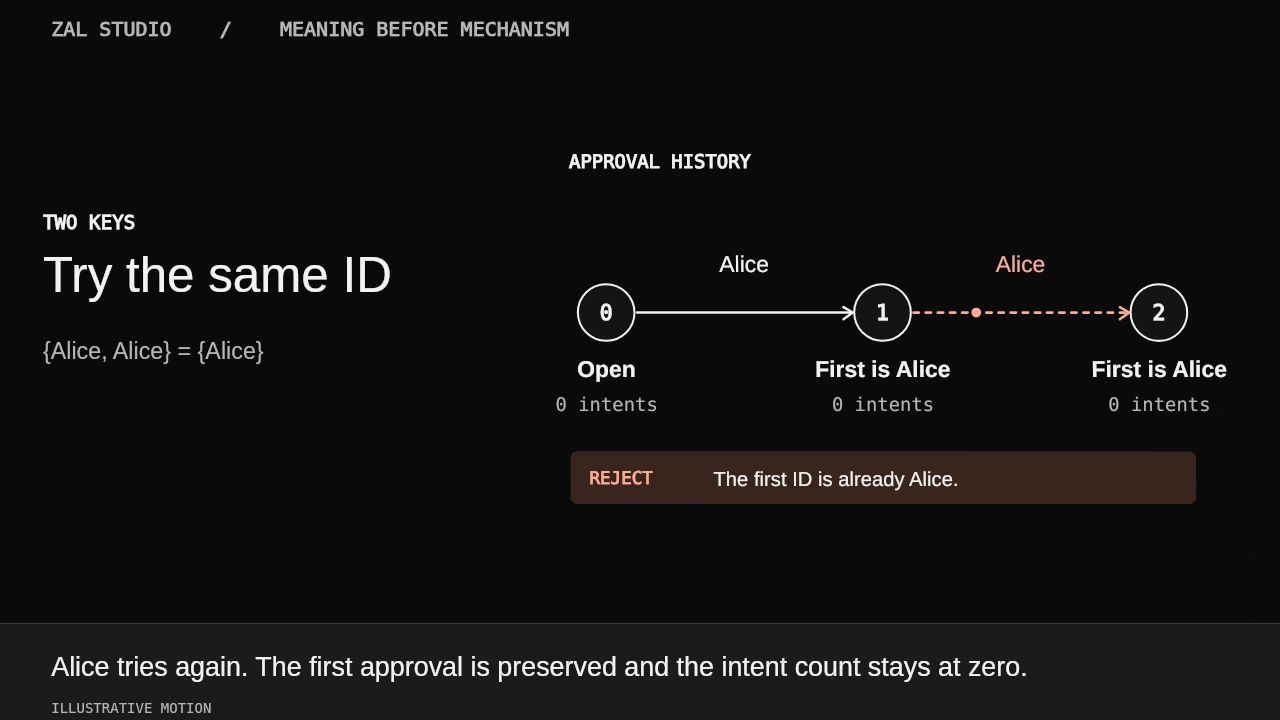 ZAL STUDIO / MEANING BEFORE MECHANISM
TWO KEYS
Try the same ID
{Alice, Alice} = {Alice}
APPROVAL HISTORY
Alice Alice
0 1 2
Open First is Alice First is Alice
0 intents 0 intents 0 intents
REJECT The first ID is already Alice.
Alice tries again. The first approval is preserved and the intent count stays at zero.
ILLUSTRATIVE MOTION